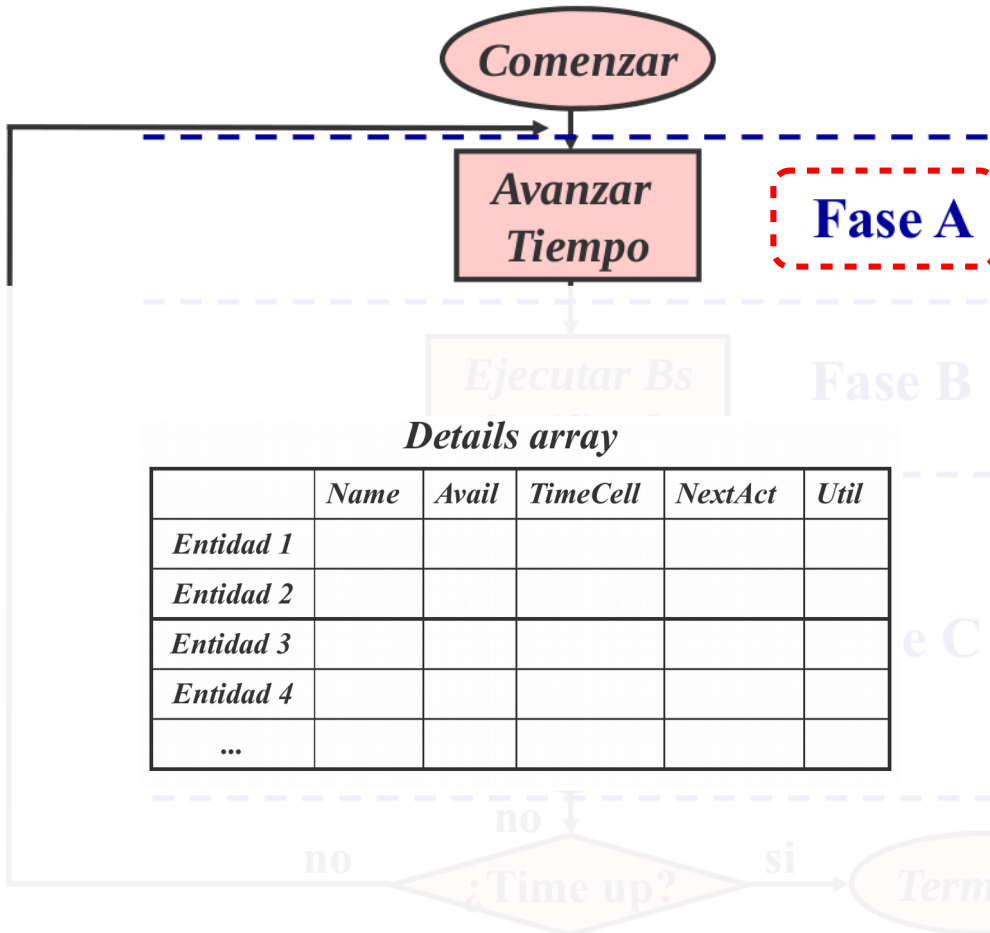 Comenzar
Avanzar
Tiempo
Fase A
Ejecutar Bs
Fase B
Details array
Name Avail TimeCell NextAct Util
Entidad 1
Entidad 2
Entidad 3
e C
Entidad 4
...
no
no
¿Time up?
si
Term